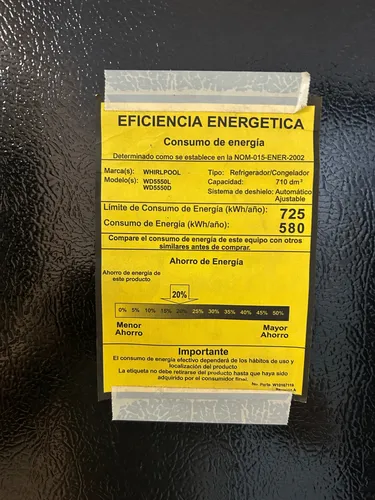 EFICIENCIA ENERGETICA
Consumo de energía
Determinado como se establece en la NOM-015-ENER-2002
Marca(s): WHIRLPOOL Tipo: Refrigerador/Congelador
Modelo(s): WD5550L Capacidad: 710 dm³
WD5550D Sistema de deshielo: Automático
Ajustable
Límite de Consumo de Energía (kWh/año): 725
Consumo de Energía (kWh/año): 580
Compare el consumo de energía de este equipo con otros
similares antes de comprar.
Ahorro de Energía
Ahorro de energía de
este producto
20%
0% 5% 10% 15% 20% 25% 30% 35% 40% 45% 50%
Menor Mayor
Ahorro Ahorro
Importante
El consumo de energía efectivo dependerá de los hábitos de uso y
localización del producto
La etiqueta no debe retirarse del producto hasta que haya sido
adquirido por el consumidor final.
No. Parte